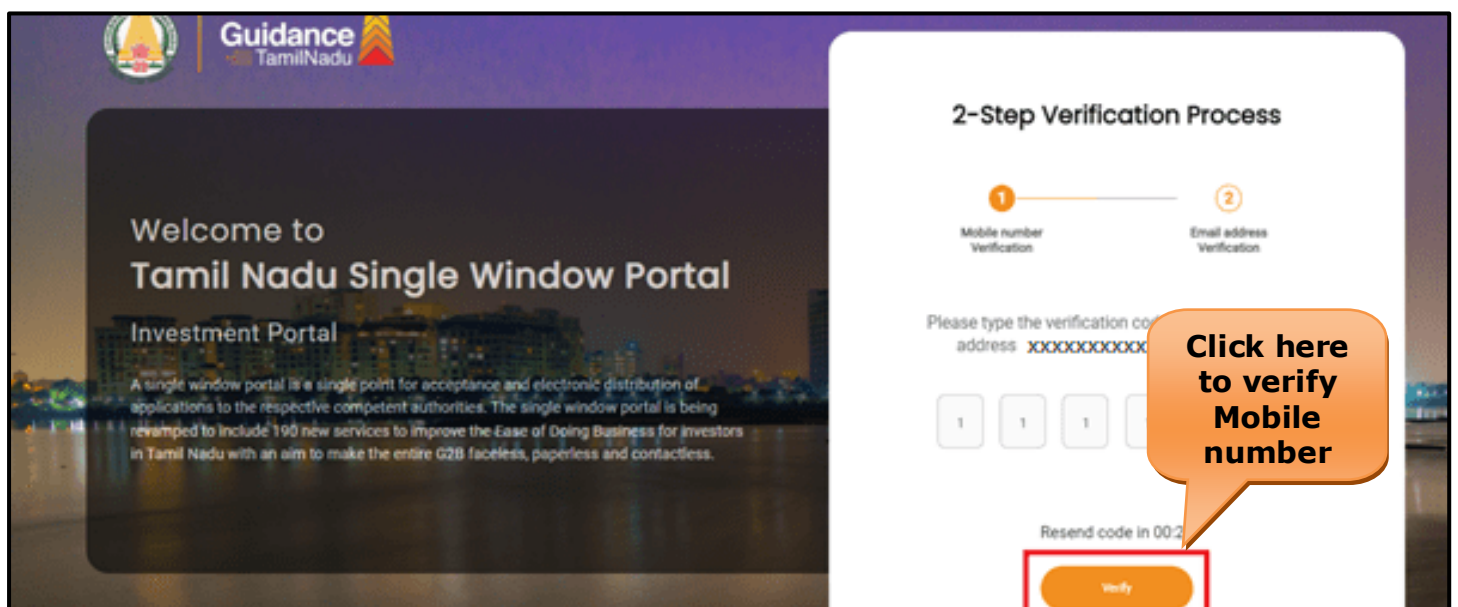 Guidance
TamilNadu
Welcome to
Tamil Nadu Single Window Portal
Investment Portal
A single window portal is a single point for acceptance and electronic distribution of
applications to the respective competent authorities. The single window portal is being
revamped to include 190 new services to improve the Ease of Doing Business for investors
in Tamil Nadu with an aim to make the entire G2B faceless, paperless and contactless.
2-Step Verification Process
1 2
Mobile number Email address
Verification Verification
Please type the verification
address xxxxxxxxxx
1 1 1
Click here
to verify
Mobile
number
Resend code in
Verify